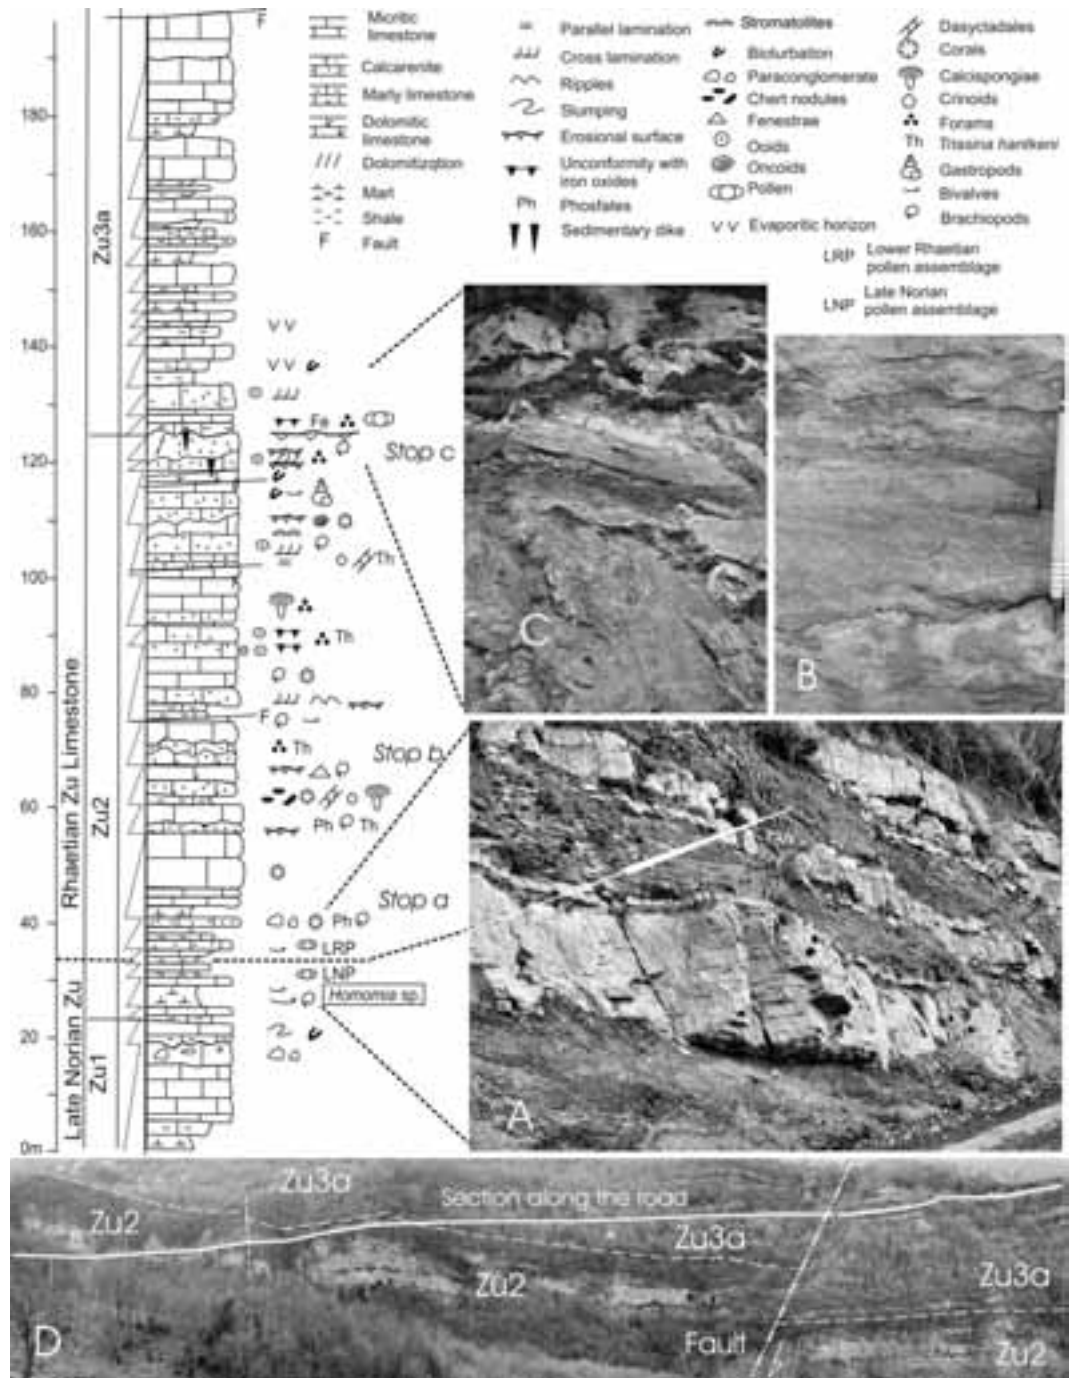 F
Micritic
limestone
Calcarenite
Marly limestone
Dolomitic
limestone
Dolomitizqtion
Marl
Shale
F Fault
Parallel lamination
Cross lamination
Ripples
Slumping
Erosional surface
Unconformity with
iron oxides
Ph Phosfates
Sedimentary dike
Stromatolites
Bioturbation
Paraconglomerate
Chert nodules
Fenestrae
Ooids
Oncoids
Pollen
V V Evaporitic horizon
Dasycladales
Corals
Calcispongiae
Crinoids
Forams
Th Triasina hantkeni
Gastropods
Bivalves
Brachiopods
LRP Lower Rhaetian
pollen assemblage
LNP Late Norian
pollen assemblage
180
160
140
120
100
80
60
40
20
0m
Zu3a
Zu2
Zu1
Rhaetian Zu Limestone
Late Norian Zu
V V
V V
Fe
Stop c
Th
Th
F
Th
Stop b
Ph Th
Stop a
Ph
LRP
LNP
Homomia sp.
C
B
A
Zu3a
Section along the road
Zu2
Zu3a
Zu2
Zu3a
D
Fault
Zu2